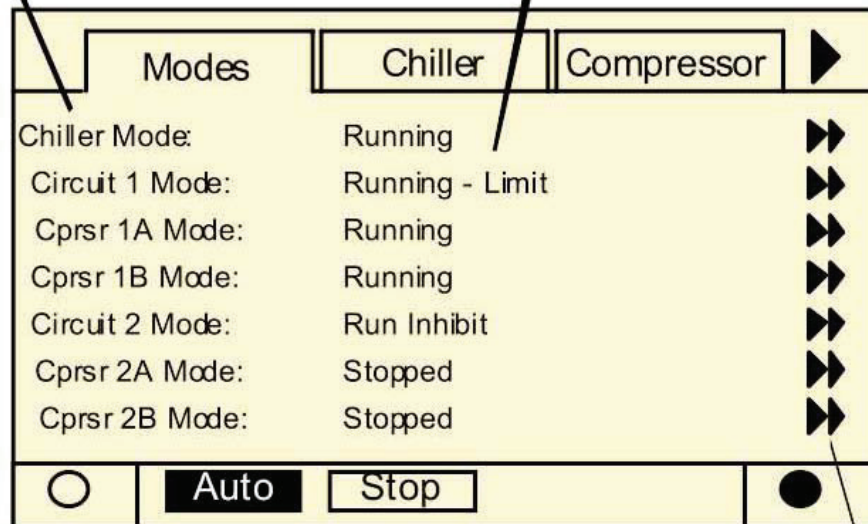 Modes Chiller Compressor
Chiller Mode: Running
Circuit 1 Mode: Running - Limit
Cprsr 1A Mode: Running
Cprsr 1B Mode: Running
Circuit 2 Mode: Run Inhibit
Cprsr 2A Mode: Stopped
Cprsr 2B Mode: Stopped
Auto Stop